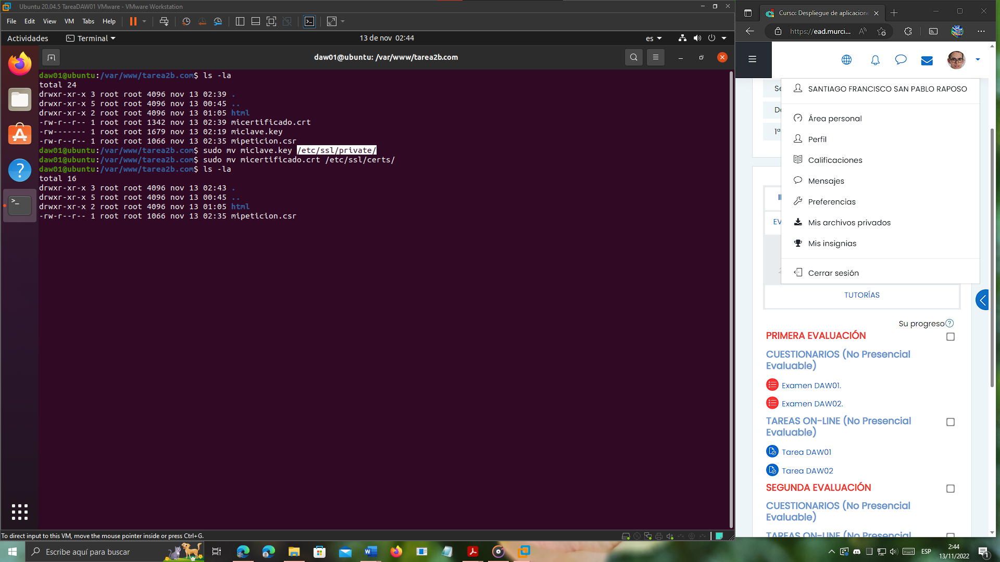 Ubuntu 20.04.5 TareaDAW01 VMware - VMware Workstation
File Edit View VM Tabs Help
Actividades Terminal 13 de nov 02:44 es
daw01@ubuntu: /var/www/tarea2b.com
daw01@ubuntu:/var/www/tarea2b.com$ ls -la
total 24
drwxr-xr-x 3 root root 4096 nov 13 02:39 .
drwxr-xr-x 5 root root 4096 nov 13 00:45 ..
drwxr-xr-x 2 root root 4096 nov 13 01:05 html
-rw-r--r-- 1 root root 1342 nov 13 02:39 micertificado.crt
-rw------- 1 root root 1679 nov 13 02:19 miclave.key
-rw-r--r-- 1 root root 1066 nov 13 02:35 mipeticion.csr
daw01@ubuntu:/var/www/tarea2b.com$ sudo mv miclave.key /etc/ssl/private/
daw01@ubuntu:/var/www/tarea2b.com$ sudo mv micertificado.crt /etc/ssl/certs/
daw01@ubuntu:/var/www/tarea2b.com$ ls -la
total 16
drwxr-xr-x 3 root root 4096 nov 13 02:43 .
drwxr-xr-x 5 root root 4096 nov 13 00:45 ..
drwxr-xr-x 2 root root 4096 nov 13 01:05 html
-rw-r--r-- 1 root root 1066 nov 13 02:35 mipeticion.csr
To direct input to this VM, move the mouse pointer inside or press Ctrl+G.
Curso: Despliegue de aplicacione
https://ead.murci...
SANTIAGO FRANCISCO SAN PABLO RAPOSO
Área personal
Perfil
Calificaciones
Mensajes
Preferencias
Mis archivos privados
Mis insignias
Cerrar sesión
1ª
EV
TUTORÍAS
Su progreso
PRIMERA EVALUACIÓN
CUESTIONARIOS (No Presencial
Evaluable)
Examen DAW01.
Examen DAW02.
TAREAS ON-LINE (No Presencial
Evaluable)
Tarea DAW01
Tarea DAW02
SEGUNDA EVALUACIÓN
CUESTIONARIOS (No Presencial
Evaluable)
TAREAS ON-LINE (No Presencial
Escribe aquí para buscar
ESP
2:44
13/11/2022
1